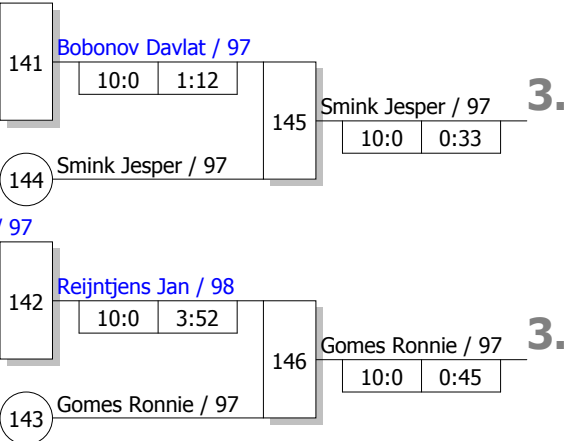 141
Bobonov Davlat / 97
10:0 1:12
145
Smink Jesper / 97
3.
10:0 0:33
144
Smink Jesper / 97
/ 97
142
Reijntjens Jan / 98
10:0 3:52
146
Gomes Ronnie / 97
3.
10:0 0:45
143
Gomes Ronnie / 97